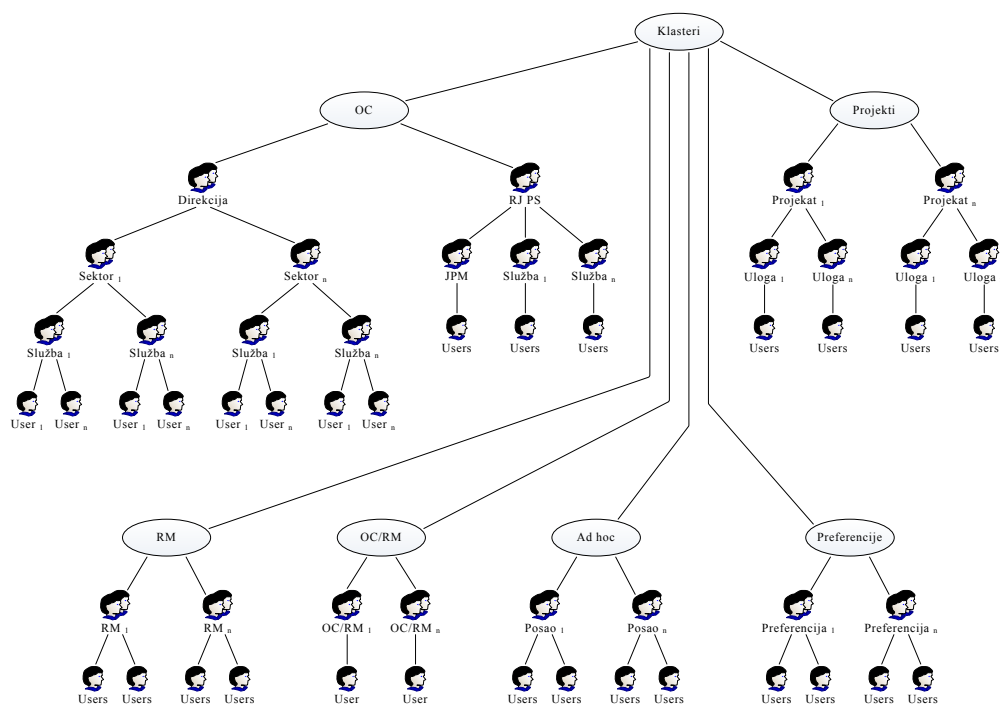 Klasteri
OC
Projekti
Direkcija
RJ PS
Projekat 1
Projekat n
Sektor 1
Sektor n
JPM
Služba 1
Služba n
Uloga 1
Uloga n
Uloga 1
Uloga
Služba 1
Služba n
Služba 1
Služba n
Users
Users
Users
Users
Users
Users
Users
User 1
User n
User 1
User n
User 1
User n
User 1
User n
RM
OC/RM
Ad hoc
Preferencije
RM 1
RM n
OC/RM 1
OC/RM n
Posao 1
Posao n
Preferencija 1
Preferencija n
Users
Users
Users
Users
User
User
Users
Users
Users
Users
Users
Users
Users
Users